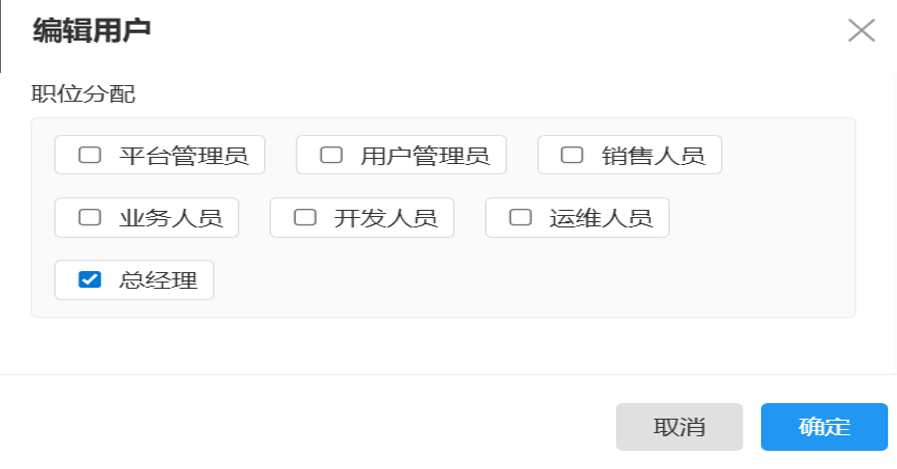 编辑用户
职位分配
平台管理员 用户管理员 销售人员
业务人员 开发人员 运维人员
总经理
取消 确定